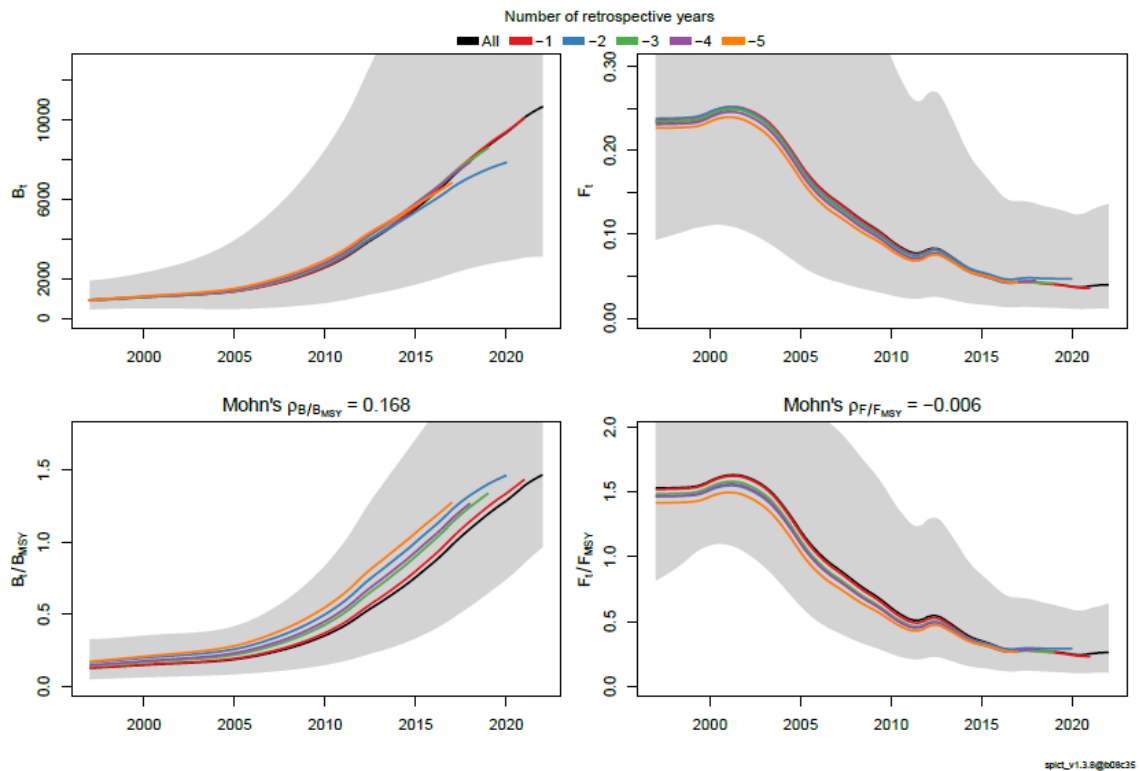 Number of retrospective years
All −1 −2 −3 −4 −5
Bt
0 2000 6000 10000
2000 2005 2010 2015 2020
Ft
0.00 0.10 0.20 0.30
2000 2005 2010 2015 2020
Mohn's ρB/BMSY = 0.168
Bt/BMSY
0.0 0.5 1.0 1.5
2000 2005 2010 2015 2020
Mohn's ρF/FMSY = −0.006
Ft/FMSY
0.0 0.5 1.0 1.5 2.0
2000 2005 2010 2015 2020
spict_v1.3.8@b08c35